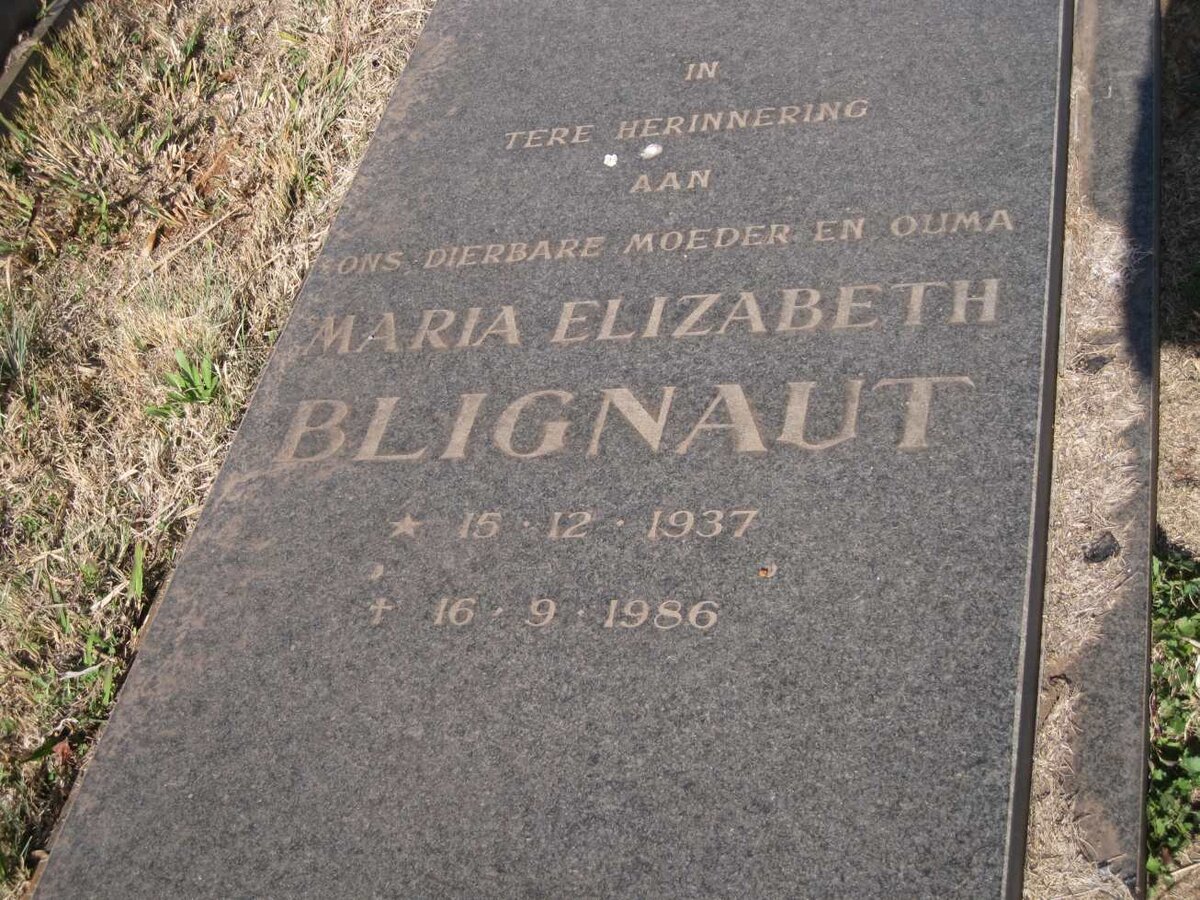 IN
TERE HERINNERING
AAN
ONS DIERBARE MOEDER EN OUMA
MARIA ELIZABETH
BLIGNAUT
★ 15 · 12 · 1937
† 16 · 9 · 1986